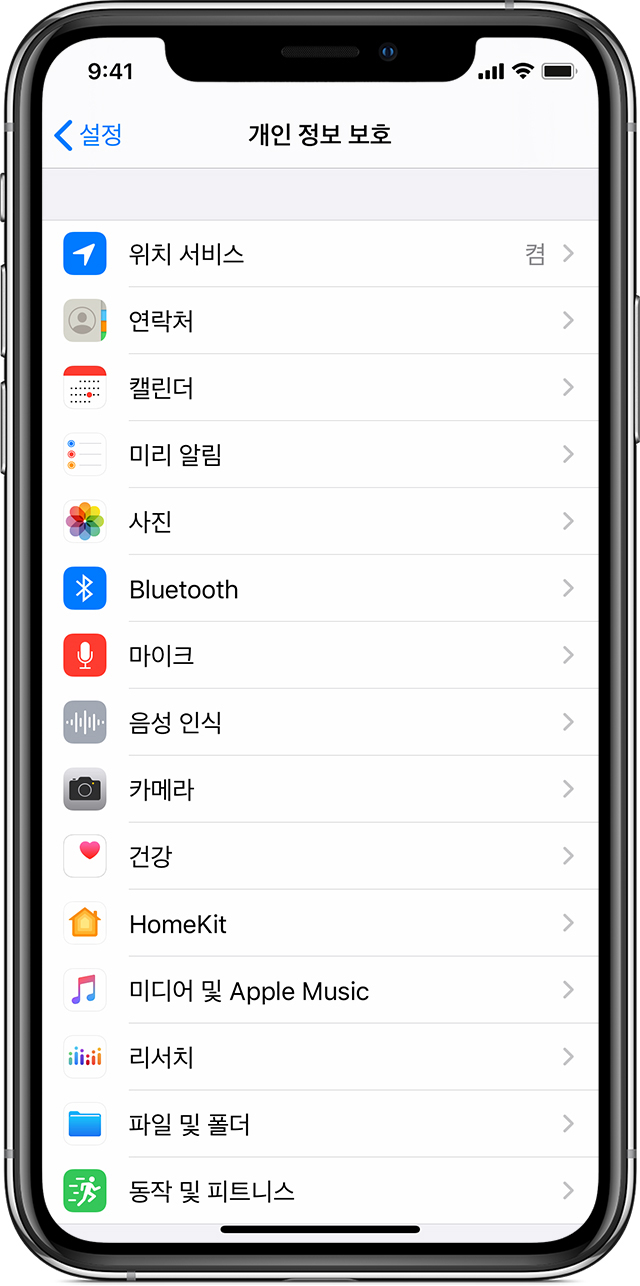 9:41
설정
개인 정보 보호
위치 서비스 켬
연락처
캘린더
미리 알림
사진
Bluetooth
마이크
음성 인식
카메라
건강
HomeKit
미디어 및 Apple Music
리서치
파일 및 폴더
동작 및 피트니스